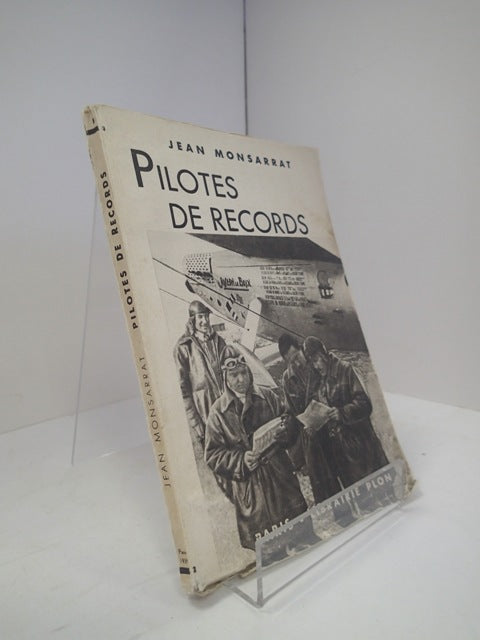 JEAN MONSARRAT
PILOTES
DE RECORDS
PARIS - LIBRAIRIE PLON
JEAN MONSARRAT PILOTES DE RECORDS